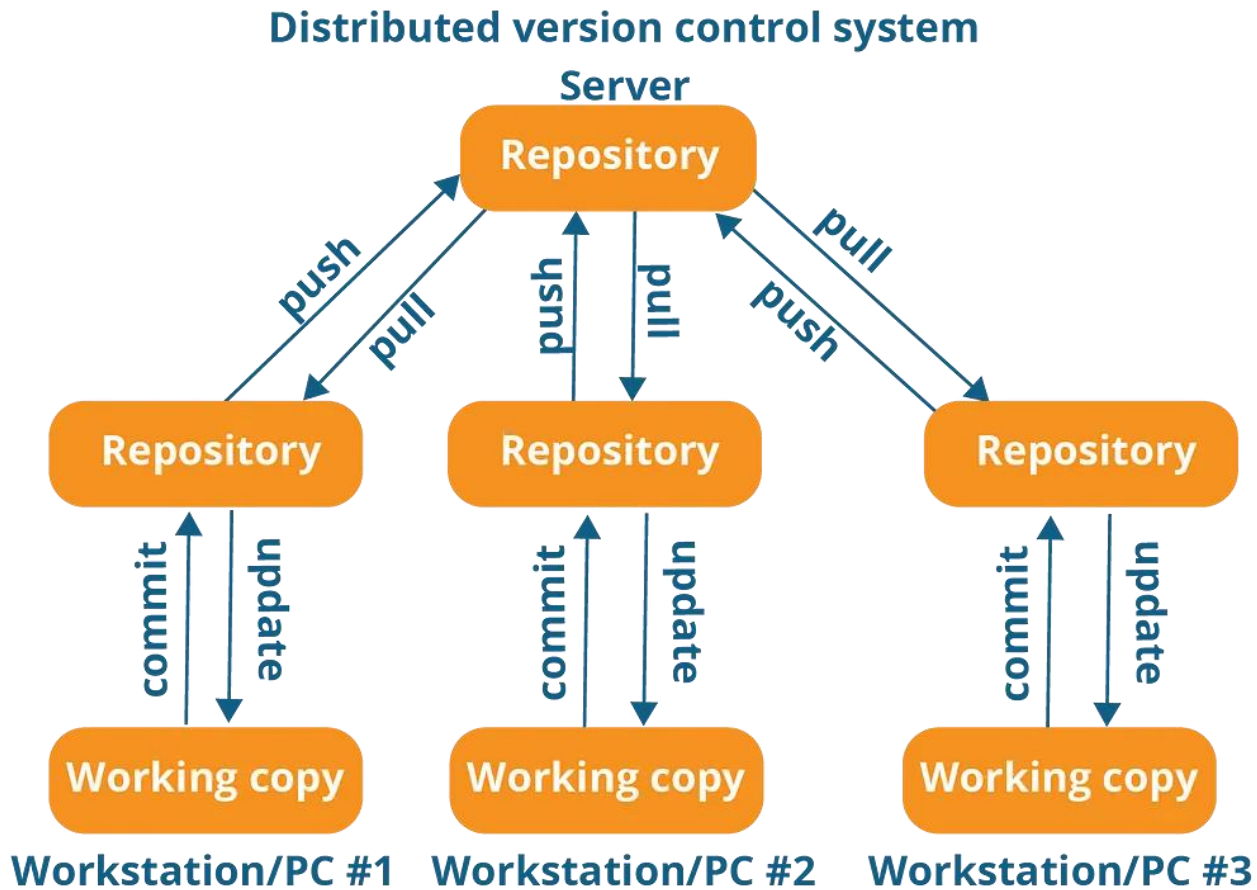 Distributed version control system
Server
Repository
push
pull
push
pull
push
pull
Repository
Repository
Repository
commit
update
commit
update
commit
update
Working copy
Working copy
Working copy
Workstation/PC #1
Workstation/PC #2
Workstation/PC #3